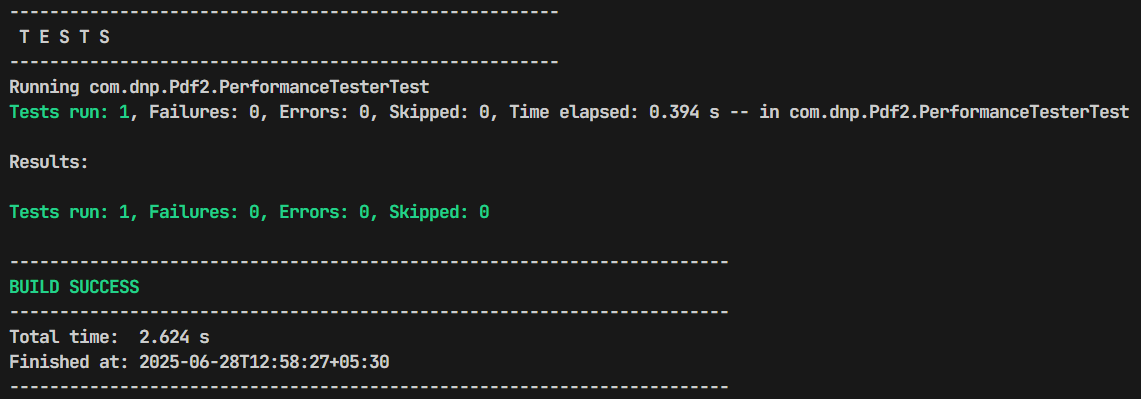 -------------------------------------------------------
 T E S T S
-------------------------------------------------------
Running com.dnp.Pdf2.PerformanceTesterTest
Tests run: 1, Failures: 0, Errors: 0, Skipped: 0, Time elapsed: 0.394 s -- in com.dnp.Pdf2.PerformanceTesterTest

Results:

Tests run: 1, Failures: 0, Errors: 0, Skipped: 0

------------------------------------------------------------------------
BUILD SUCCESS
------------------------------------------------------------------------
Total time:  2.624 s
Finished at: 2025-06-28T12:58:27+05:30
------------------------------------------------------------------------